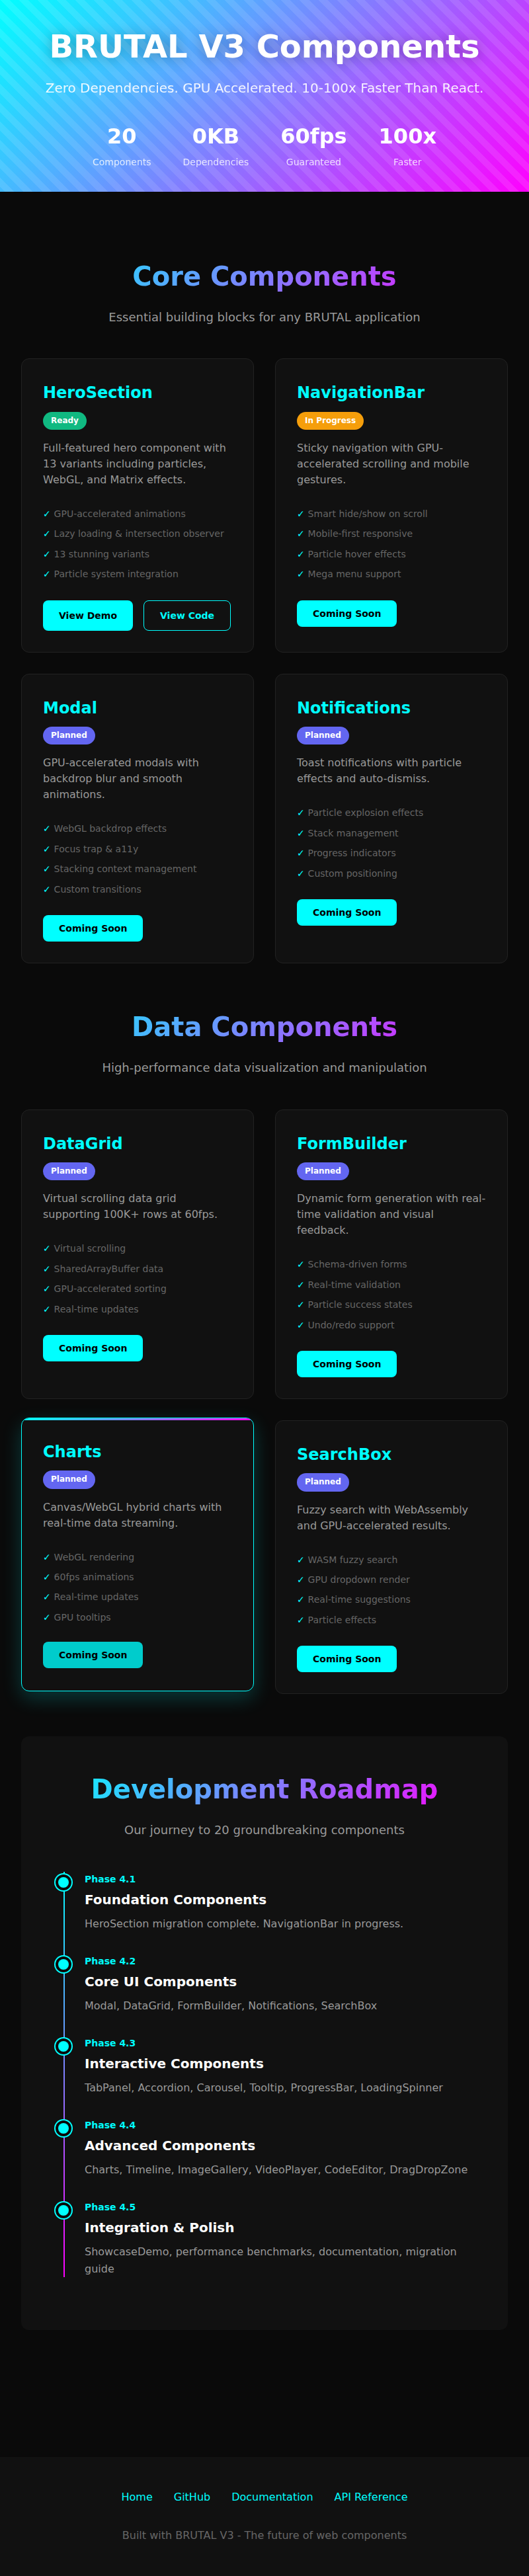 BRUTAL V3 Components
Zero Dependencies. GPU Accelerated. 10-100x Faster Than React.
20
Components
0KB
Dependencies
60fps
Guaranteed
100x
Faster
Core Components
Essential building blocks for any BRUTAL application
HeroSection
Ready
Full-featured hero component with
13 variants including particles,
WebGL, and Matrix effects.
✓ GPU-accelerated animations
✓ Lazy loading & intersection observer
✓ 13 stunning variants
✓ Particle system integration
View Demo
View Code
NavigationBar
In Progress
Sticky navigation with GPU-
accelerated scrolling and mobile
gestures.
✓ Smart hide/show on scroll
✓ Mobile-first responsive
✓ Particle hover effects
✓ Mega menu support
Coming Soon
Modal
Planned
GPU-accelerated modals with
backdrop blur and smooth
animations.
✓ WebGL backdrop effects
✓ Focus trap & a11y
✓ Stacking context management
✓ Custom transitions
Coming Soon
Notifications
Planned
Toast notifications with particle
effects and auto-dismiss.
✓ Particle explosion effects
✓ Stack management
✓ Progress indicators
✓ Custom positioning
Coming Soon
Data Components
High-performance data visualization and manipulation
DataGrid
Planned
Virtual scrolling data grid
supporting 100K+ rows at 60fps.
✓ Virtual scrolling
✓ SharedArrayBuffer data
✓ GPU-accelerated sorting
✓ Real-time updates
Coming Soon
FormBuilder
Planned
Dynamic form generation with real-
time validation and visual
feedback.
✓ Schema-driven forms
✓ Real-time validation
✓ Particle success states
✓ Undo/redo support
Coming Soon
Charts
Planned
Canvas/WebGL hybrid charts with
real-time data streaming.
✓ WebGL rendering
✓ 60fps animations
✓ Real-time updates
✓ GPU tooltips
Coming Soon
SearchBox
Planned
Fuzzy search with WebAssembly
and GPU-accelerated results.
✓ WASM fuzzy search
✓ GPU dropdown render
✓ Real-time suggestions
✓ Particle effects
Coming Soon
Development Roadmap
Our journey to 20 groundbreaking components
Phase 4.1
Foundation Components
HeroSection migration complete. NavigationBar in progress.
Phase 4.2
Core UI Components
Modal, DataGrid, FormBuilder, Notifications, SearchBox
Phase 4.3
Interactive Components
TabPanel, Accordion, Carousel, Tooltip, ProgressBar, LoadingSpinner
Phase 4.4
Advanced Components
Charts, Timeline, ImageGallery, VideoPlayer, CodeEditor, DragDropZone
Phase 4.5
Integration & Polish
ShowcaseDemo, performance benchmarks, documentation, migration
guide
Home GitHub Documentation API Reference
Built with BRUTAL V3 - The future of web components